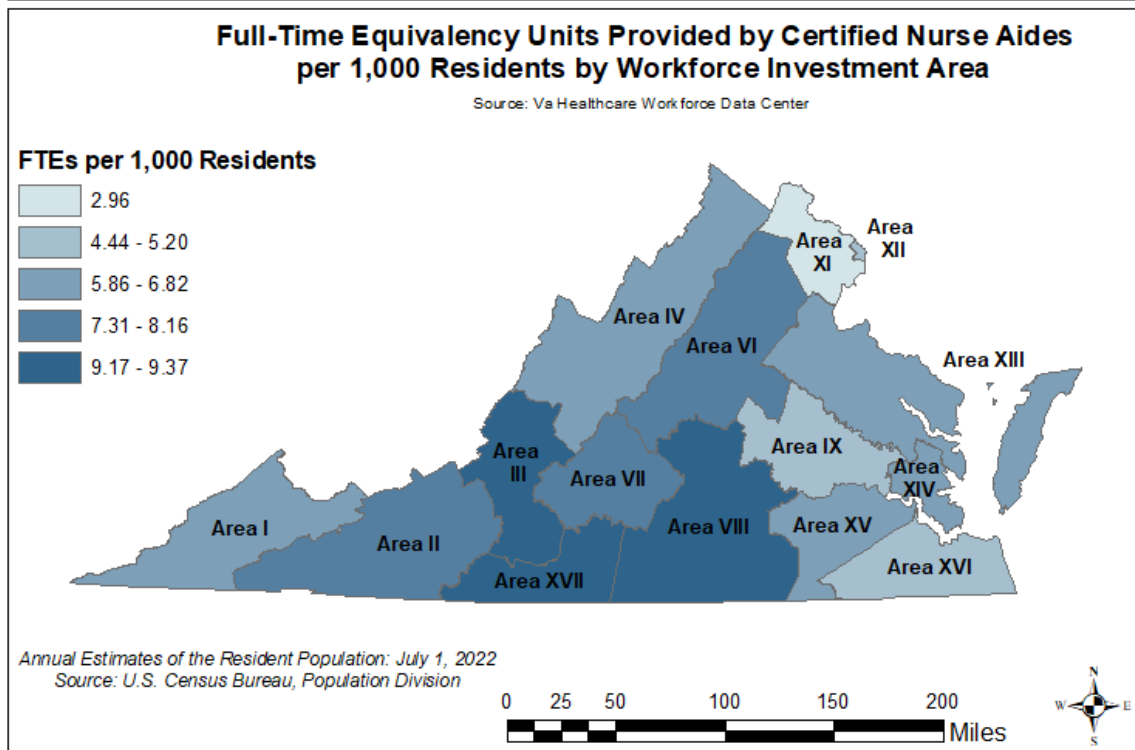 Full-Time Equivalency Units Provided by Certified Nurse Aides
per 1,000 Residents by Workforce Investment Area
Source: Va Healthcare Workforce Data Center
FTEs per 1,000 Residents
2.96
4.44 - 5.20
5.86 - 6.82
7.31 - 8.16
9.17 - 9.37
Area
XI
Area
XII
Area IV
Area VI
Area XIII
Area
III
Area IX
Area VII
Area
XIV
Area I
Area II
Area VIII
Area XV
Area XVI
Area XVII
Annual Estimates of the Resident Population: July 1, 2022
Source: U.S. Census Bureau, Population Division
0 25 50 100 150 200
Miles
N
W E
S